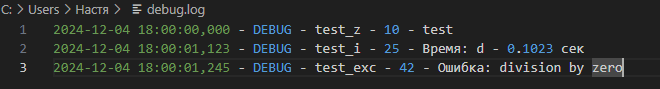 C: > Users > Настя > debug.log
1 2024-12-04 18:00:00,000 - DEBUG - test_z - 10 - test
2 2024-12-04 18:00:01,123 - DEBUG - test_i - 25 - Время: d - 0.1023 сек
3 2024-12-04 18:00:01,245 - DEBUG - test_exc - 42 - Ошибка: division by zero